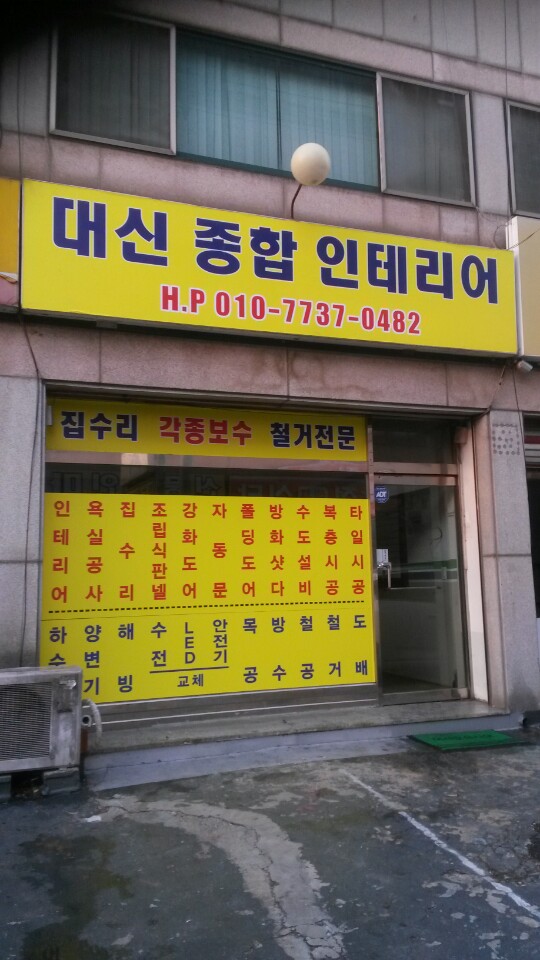 대신 종합 인테리어
H.P 010-7737-0482
집수리 각종보수 철거전문
인테리어
욕실공사
집수리
조립식판넬
강화도어
자동문
폴딩도어
방화샷다
수도설비
복층시공
타일시공
하수
양변기
해빙
수전
LED
안전기
교체
목공
방수
철공
철거
도배
ADT